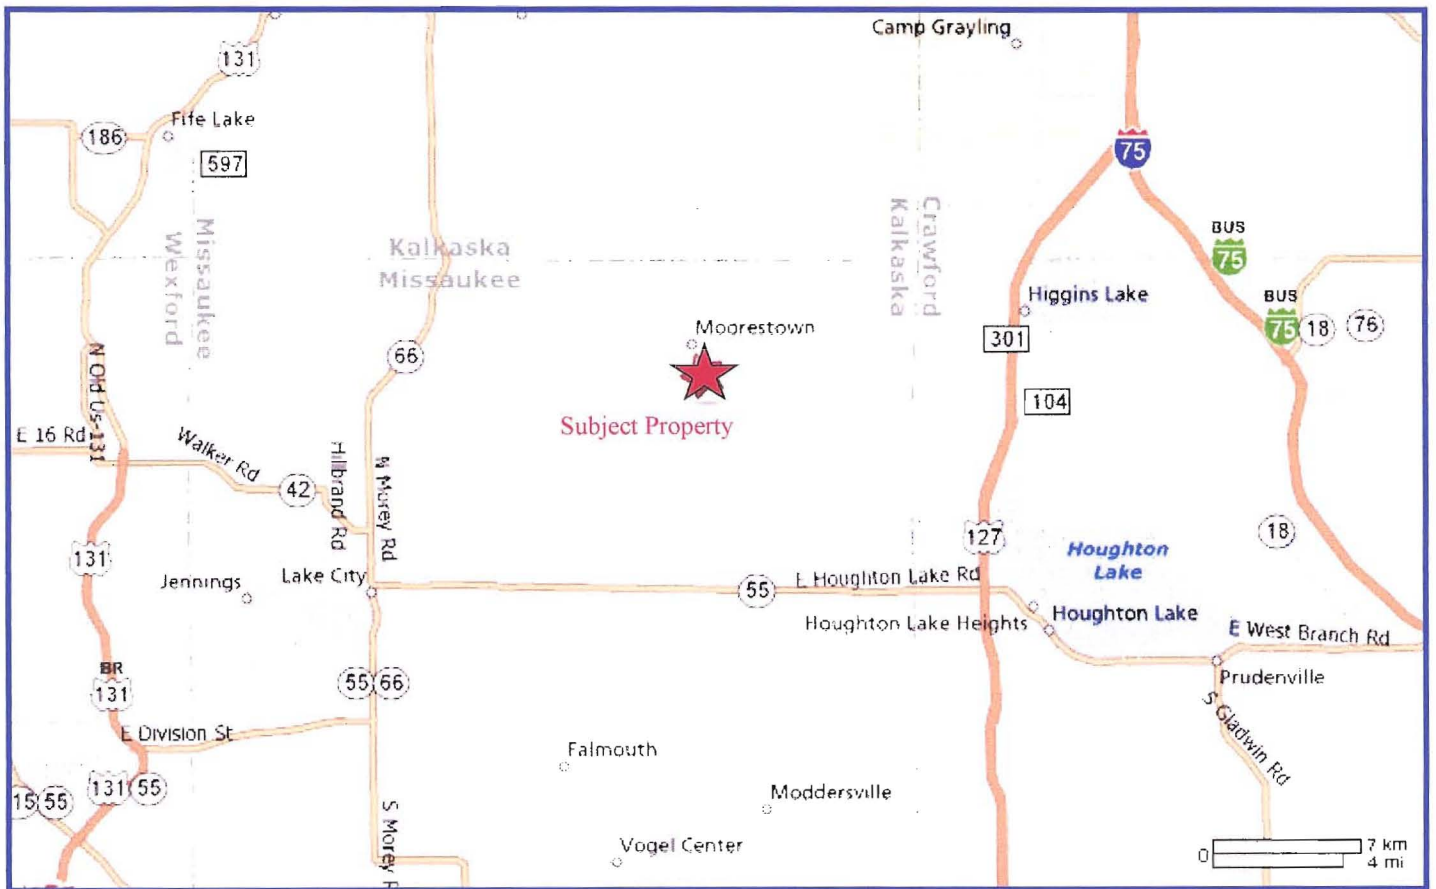 Camp Grayling
131
Fife Lake
186
597
75
Missaukee
Wexford
Kalkaska
Missaukee
Crawford
Kalkaska
BUS
75
Higgins Lake
BUS
75
18
76
Moorestown
301
66
N Old Us-131
104
Subject Property
E 16 Rd
Walker Rd
Hilbrand Rd
N Morey Rd
42
127
18
131
Houghton
Lake
Jennings
Lake City
55
E Houghton Lake Rd
Houghton Lake Heights
Houghton Lake
E West Branch Rd
BR
131
55
66
Prudenville
S Gladwin Rd
E Division St
Falmouth
131
55
15
55
Moddersville
S Morey R
Vogel Center
0
7 km
4 mi